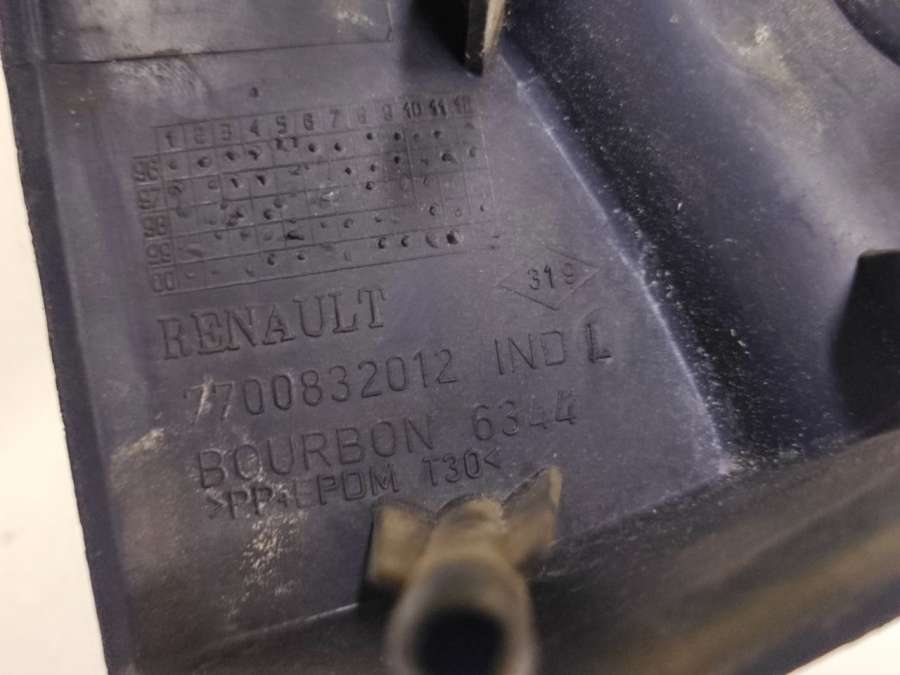 1 2 3 4 5 6 7 8 9 10 11 12
96
97
98
99
00
319
RENAULT
7700832012 IND L
BOURBON 6344
>PP+EPDM T30<